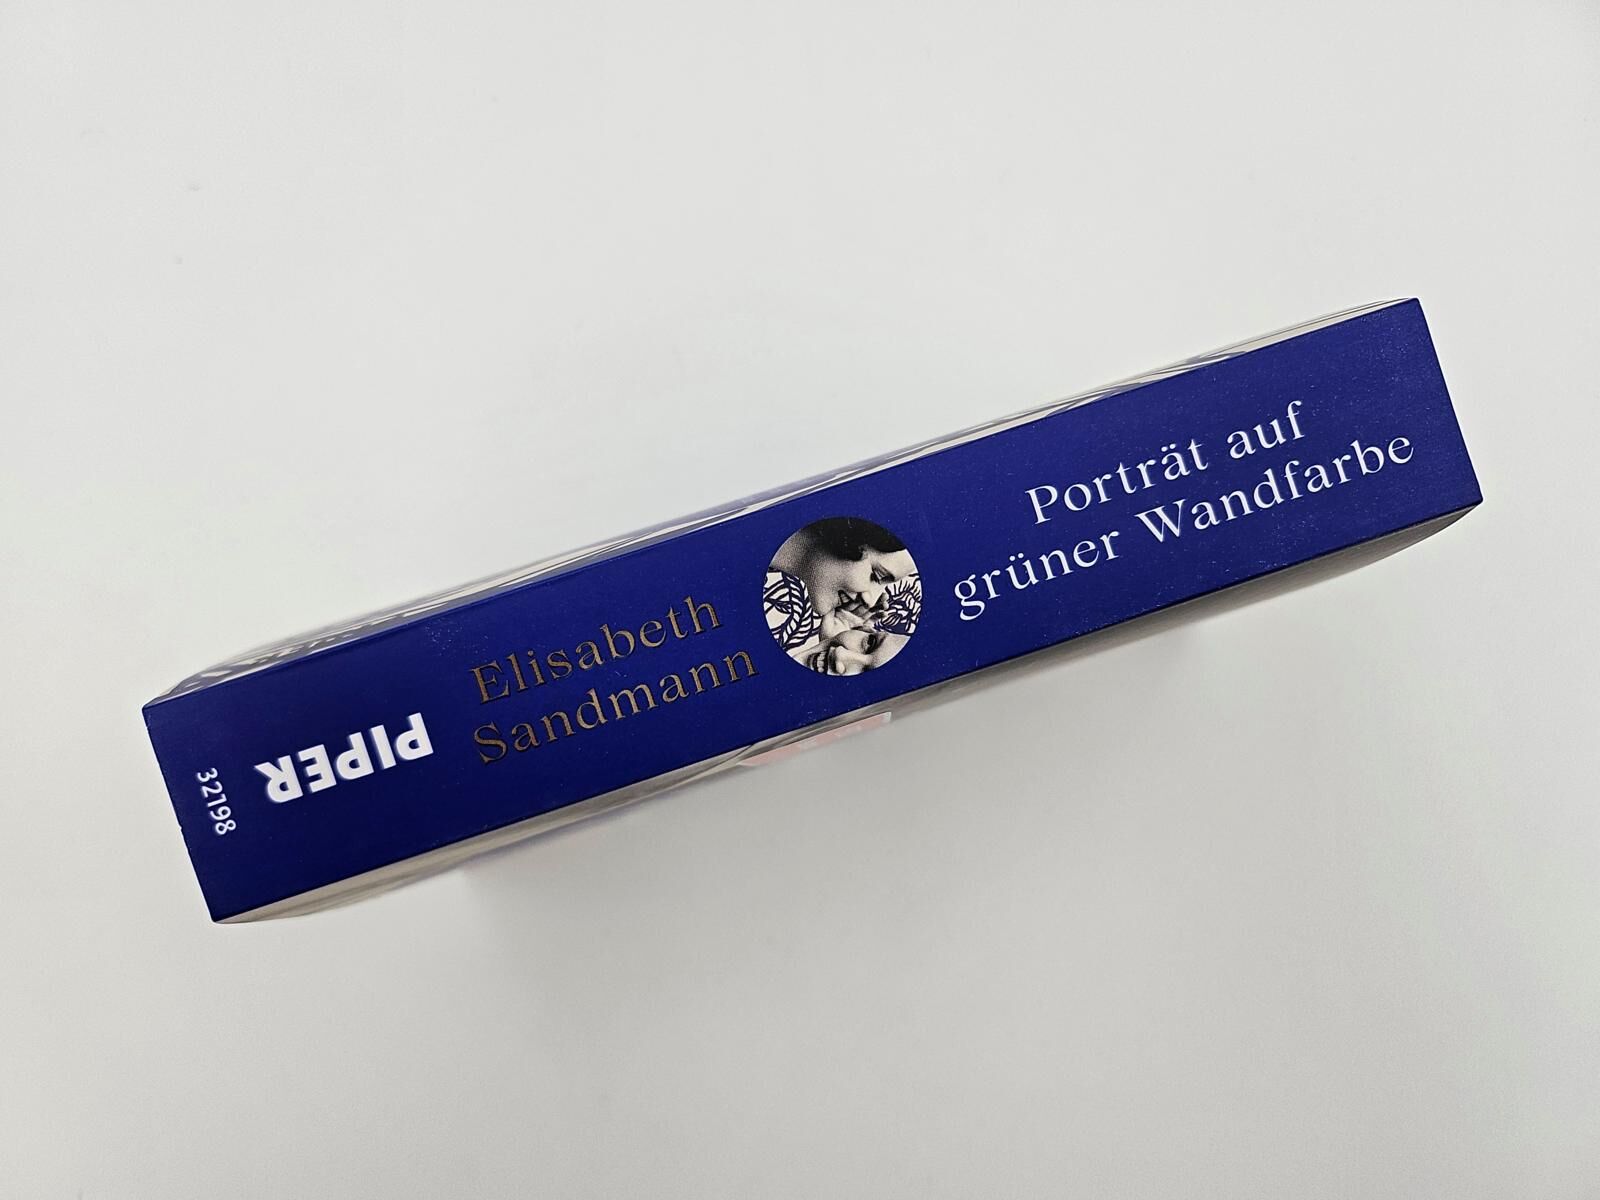 Elisabeth
Sandmann
Porträt auf
grüner Wandfarbe
PIPER
32198